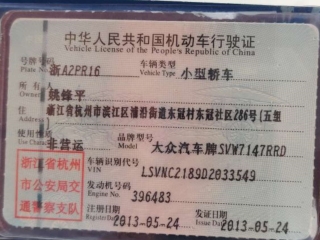 中华人民共和国机动车行驶证
Vehicle License of the People's Republic of China
号牌号码 浙A2PR16 车辆类型 小型轿车
Plate No. Vehicle Type
所有人 姚锋平
浙江省杭州市滨江区浦沿街道东冠村东冠社区286号(五里
使用性质 非营运 品牌型号 大众汽车牌SVW7147RRD
Use Character
浙江省杭州市公安局交通警察支队
车辆识别代号 LSVNC2189D2033549
VIN
发动机号码 396483
Engine No.
注册日期 2013-05-24 发证日期 2013-05-24
Register Date Issue Date